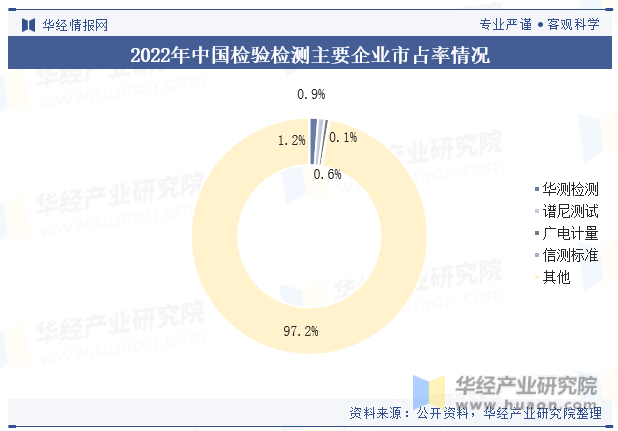 华经情报网
专业严谨 ● 客观科学
2022年中国检验检测主要企业市占率情况
0.9%
1.2%
0.1%
0.6%
97.2%
华测检测
谱尼测试
广电计量
信测标准
其他
华经产业研究院
www.huaon.com
资料来源：公开资料，华经产业研究院整理